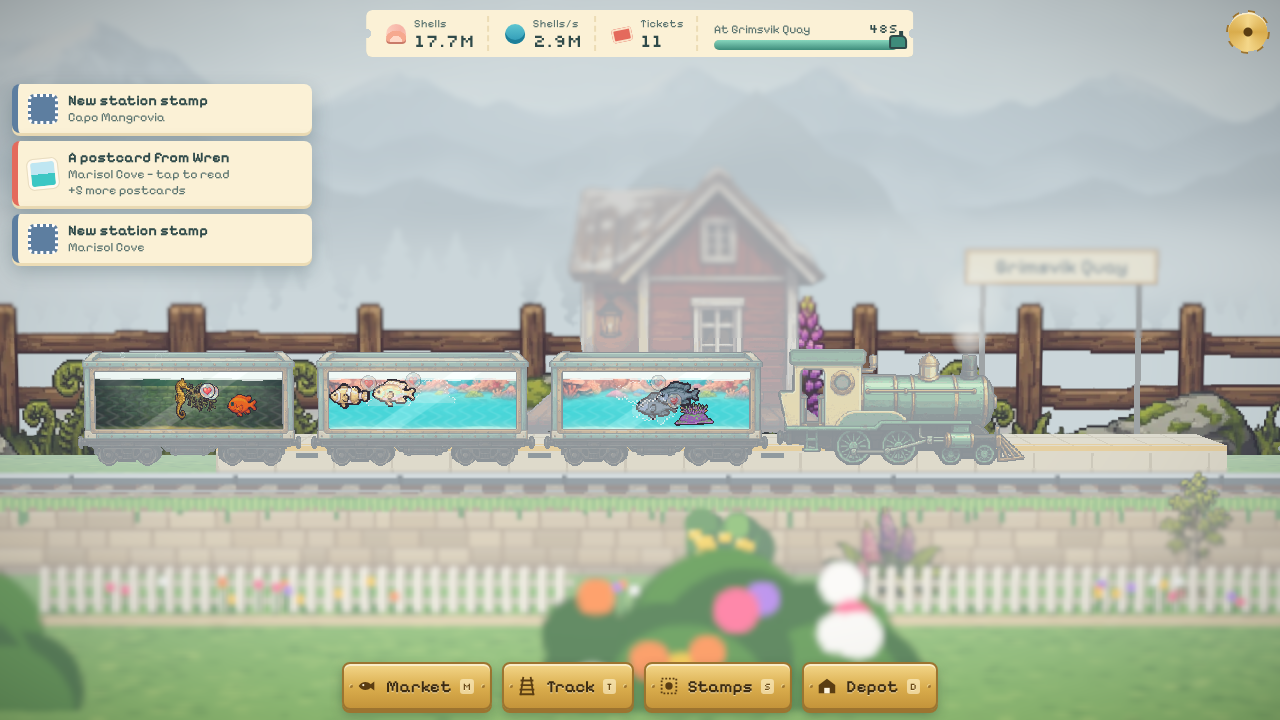 Shells
17.7M
Shells/s
2.9M
Tickets
11
At Grimsvik Quay
48s
New station stamp
Capo Mangrovia
A postcard from Wren
Marisol Cove - tap to read
+8 more postcards
New station stamp
Marisol Cove
Grimsvik Quay
Market M
Track T
Stamps S
Depot D